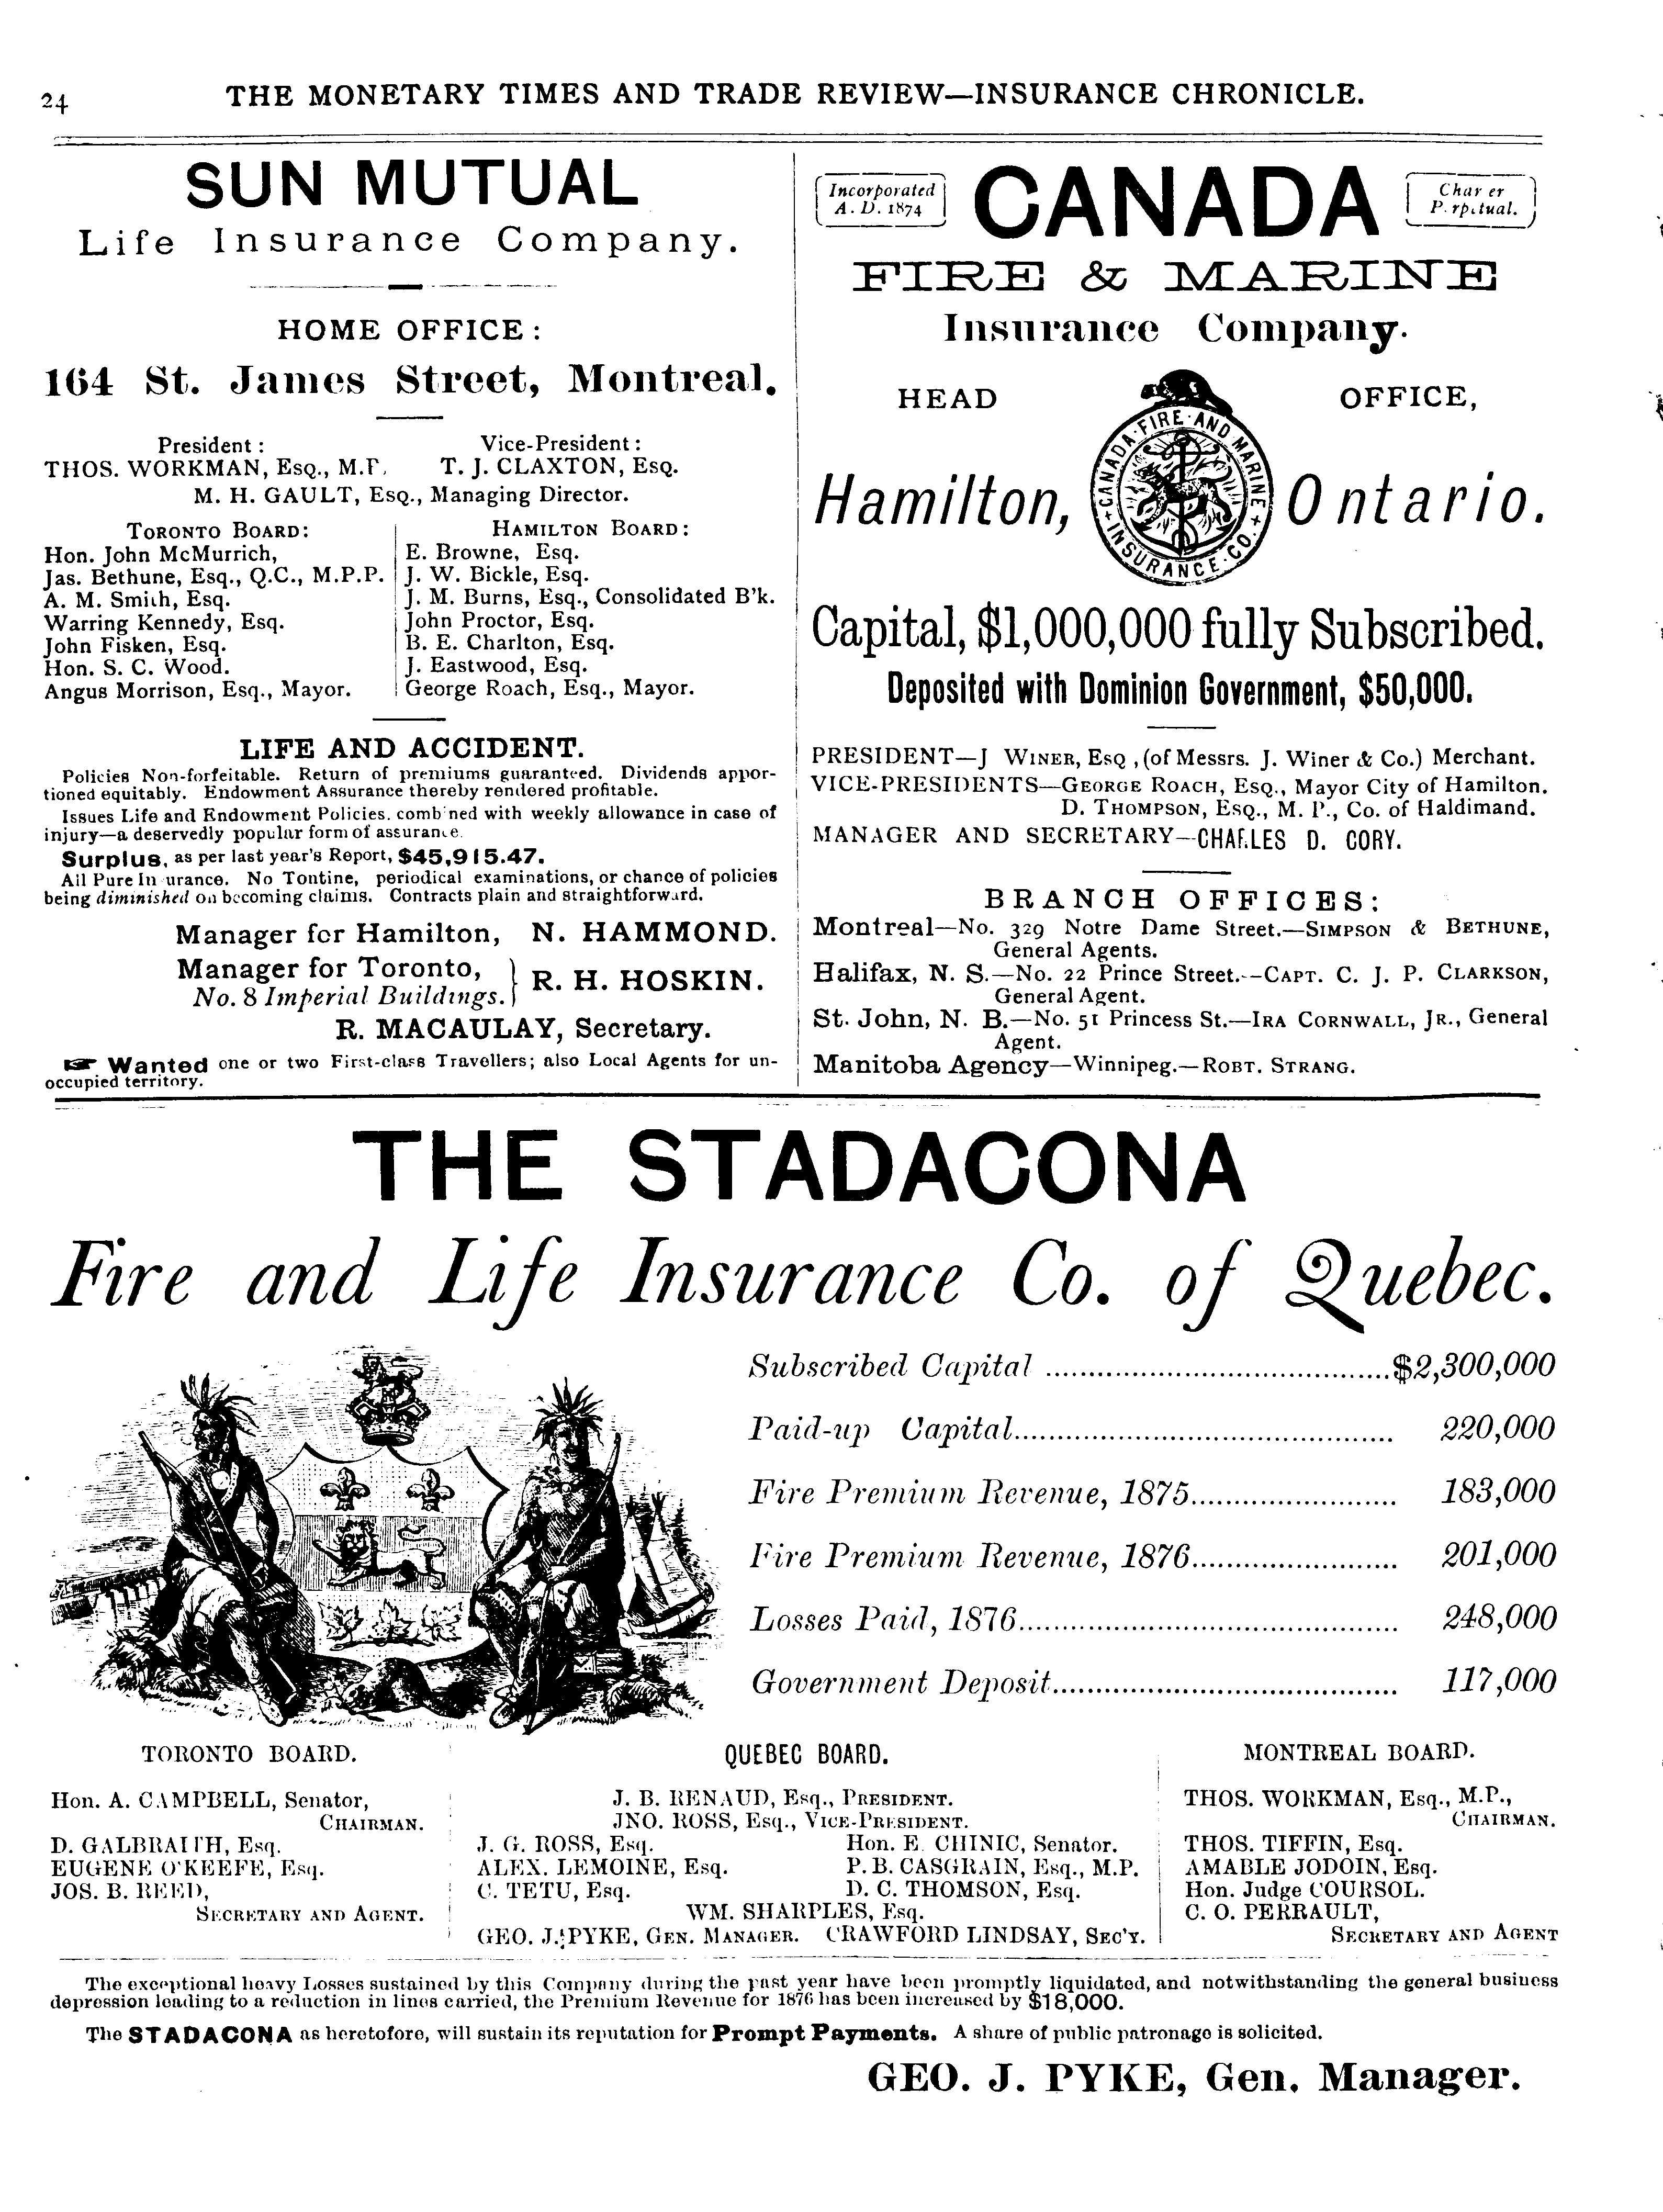 24
THE MONETARY TIMES AND TRADE REVIEW—INSURANCE CHRONICLE.
SUN MUTUAL
Life Insurance Company.
HOME OFFICE:
164 St. James Street, Montreal.
President:
THOS. WORKMAN, Esq., M.P.
Vice-President:
T. J. CLAXTON, Esq.
M. H. GAULT, Esq., Managing Director.
Toronto Board:
Hon. John McMurrich,
Jas. Bethune, Esq., Q.C., M.P.P.
A. M. Smith, Esq.
Warring Kennedy, Esq.
John Fisken, Esq.
Hon. S. C. Wood.
Angus Morrison, Esq., Mayor.
Hamilton Board:
E. Browne, Esq.
J. W. Bickle, Esq.
J. M. Burns, Esq., Consolidated B'k.
John Proctor, Esq.
B. E. Charlton, Esq.
J. Eastwood, Esq.
George Roach, Esq., Mayor.
LIFE AND ACCIDENT.
Policies Non-forfeitable. Return of premiums guaranteed. Dividends appor-
tioned equitably. Endowment Assurance thereby rendered profitable.
Issues Life and Endowment Policies. combined with weekly allowance in case of
injury—a deservedly popular form of assurance
Surplus, as per last year's Report, $45,915.47.
All Pure Insurance. No Tontine, periodical examinations, or chance of policies
being diminished on becoming claims. Contracts plain and straightforward.
Manager for Hamilton, N. HAMMOND.
Manager for Toronto,
No. 8 Imperial Buildings. } R. H. HOSKIN.
R. MACAULAY, Secretary.
☞ Wanted one or two First-class Travellers; also Local Agents for un-
occupied territory.
Incorporated
A. D. 1874
CANADA
Charter
Perpetual.
FIRE & MARINE
Insurance Company.
HEAD OFFICE,
CANADA·FIRE·AND MARINE
+ INSURANCE·CO. +
Hamilton, Ontario.
Capital, $1,000,000 fully Subscribed.
Deposited with Dominion Government, $50,000.
PRESIDENT—J Winer, Esq , (of Messrs. J. Winer & Co.) Merchant.
VICE-PRESIDENTS—George Roach, Esq., Mayor City of Hamilton.
D. Thompson, Esq., M. P., Co. of Haldimand.
MANAGER AND SECRETARY—CHARLES D. CORY.
BRANCH OFFICES:
Montreal—No. 329 Notre Dame Street.—Simpson & Bethune,
General Agents.
Halifax, N. S.—No. 22 Prince Street.--Capt. C. J. P. Clarkson,
General Agent.
St. John, N. B.—No. 51 Princess St.—Ira Cornwall, Jr., General
Agent.
Manitoba Agency—Winnipeg.—Robt. Strang.
THE STADACONA
Fire and Life Insurance Co. of Quebec.
Subscribed Capital ........................................$2,300,000
Paid-up Capital............................................ 220,000
Fire Premium Revenue, 1875........................ 183,000
Fire Premium Revenue, 1876........................ 201,000
Losses Paid, 1876............................................ 248,000
Government Deposit........................................ 117,000
TORONTO BOARD.
Hon. A. CAMPBELL, Senator,
Chairman.
D. GALBRAITH, Esq.
EUGENE O'KEEFE, Esq.
JOS. B. REED,
Secretary and Agent.
QUEBEC BOARD.
J. B. RENAUD, Esq., President.
JNO. ROSS, Esq., Vice-President.
J. G. ROSS, Esq. Hon. E. CHINIC, Senator.
ALEX. LEMOINE, Esq. P. B. CASGRAIN, Esq., M.P.
C. TETU, Esq. D. C. THOMSON, Esq.
WM. SHARPLES, Esq.
GEO. J. PYKE, Gen. Manager. CRAWFORD LINDSAY, Sec'y.
MONTREAL BOARD.
THOS. WORKMAN, Esq., M.P.,
Chairman.
THOS. TIFFIN, Esq.
AMABLE JODOIN, Esq.
Hon. Judge COURSOL.
C. O. PERRAULT,
Secretary and Agent
The exceptional heavy Losses sustained by this Company during the past year have been promptly liquidated, and notwithstanding the general business
depression leading to a reduction in lines carried, the Premium Revenue for 1876 has been increased by $18,000.
The STADACONA as heretofore, will sustain its reputation for Prompt Payments. A share of public patronage is solicited.
GEO. J. PYKE, Gen. Manager.